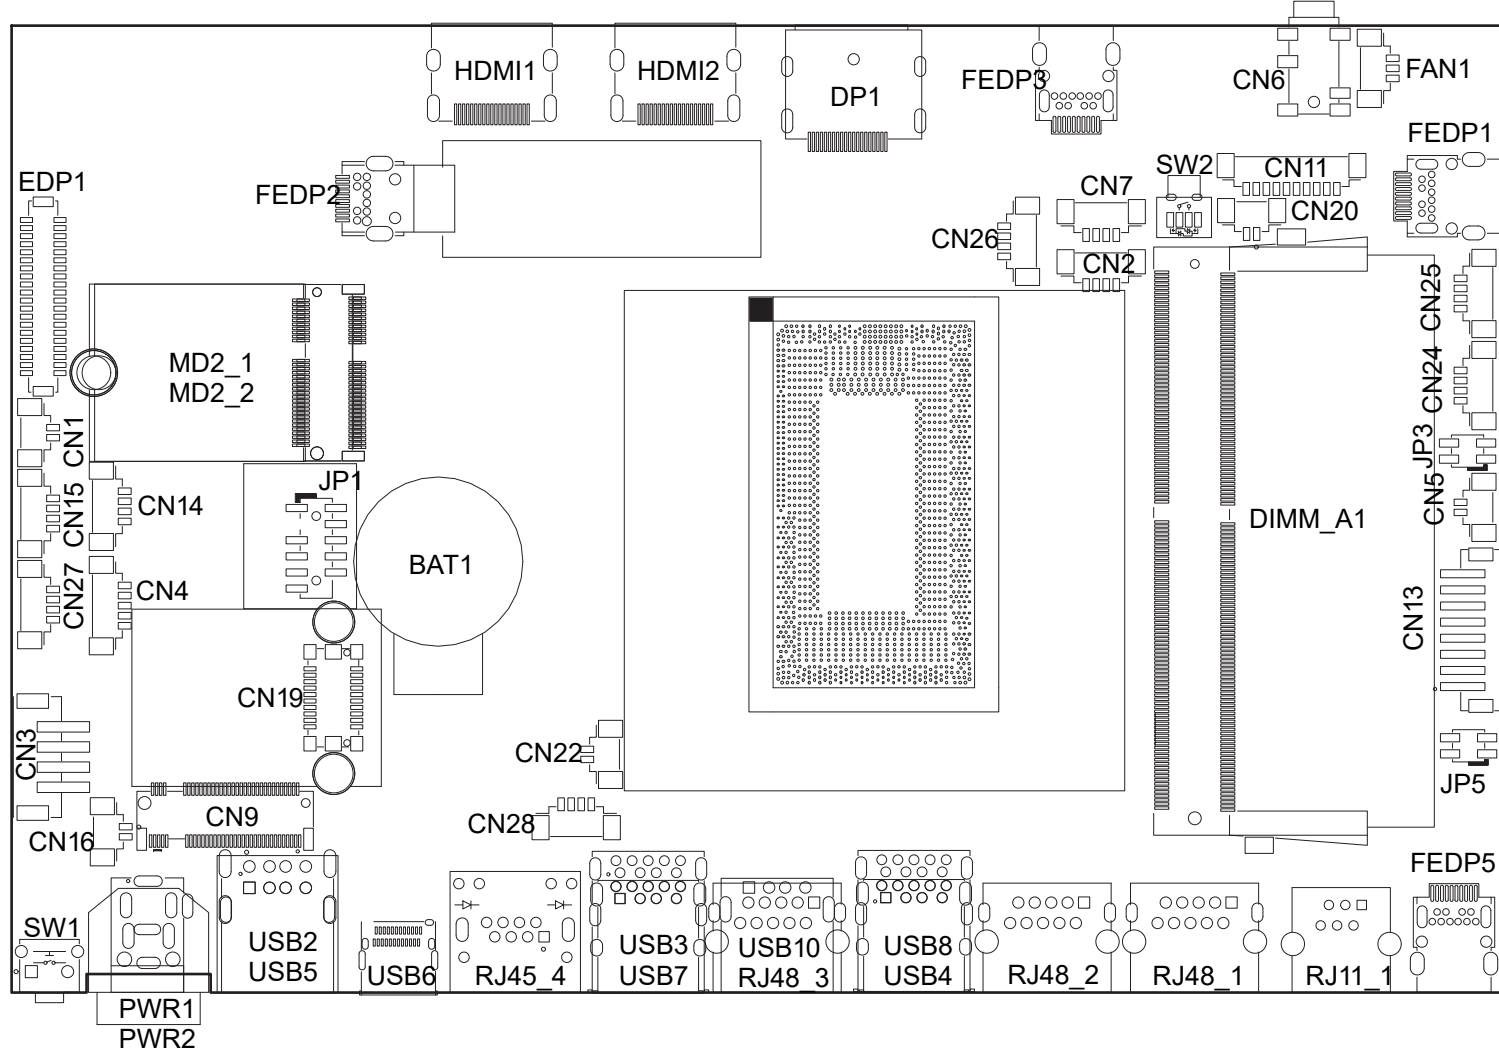 HDMI1
HDMI2
DP1
FEDP3
CN6
FAN1
FEDP1
EDP1
FEDP2
SW2
CN11
CN7
CN20
CN26
CN2
CN25
MD2_1
MD2_2
CN24
CN1
JP3
JP1
CN15
CN14
CN5
DIMM_A1
BAT1
CN27
CN4
CN13
CN19
CN3
CN22
JP5
CN9
CN28
CN16
FEDP5
SW1
USB2
USB5
USB6
RJ45_4
USB3
USB7
USB10
RJ48_3
USB8
USB4
RJ48_2
RJ48_1
RJ11_1
PWR1
PWR2